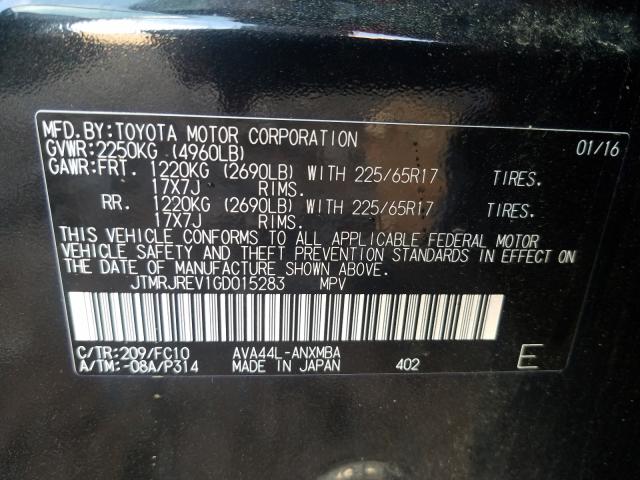 MFD.BY:TOYOTA MOTOR CORPORATION 01/16
GVWR:2250KG (4960LB)
GAWR:FRT. 1220KG (2690LB) WITH 225/65R17 TIRES.
17X7J RIMS.
RR. 1220KG (2690LB) WITH 225/65R17 TIRES.
17X7J RIMS.
THIS VEHICLE CONFORMS TO ALL APPLICABLE FEDERAL MOTOR
VEHICLE SAFETY AND THEFT PREVENTION STANDARDS IN EFFECT ON
THE DATE OF MANUFACTURE SHOWN ABOVE.
JTMRJREV1GD015283 MPV
C/TR:209/FC10 AVA44L-ANXMBA
A/TM:-08A/P314 MADE IN JAPAN 402 E